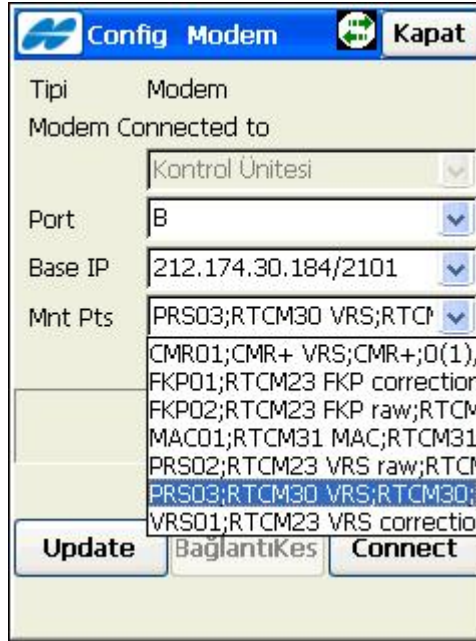 Config Modem Kapat
Tipi Modem
Modem Connected to
Kontrol Ünitesi
Port B
Base IP 212.174.30.184/2101
Mnt Pts PRS03;RTCM30 VRS;RTCM
CMR01;CMR+ VRS;CMR+;0(1),
FKP01;RTCM23 FKP correction
FKP02;RTCM23 FKP raw;RTCM
MAC01;RTCM31 MAC;RTCM31
PRS02;RTCM23 VRS raw;RTCM
PRS03;RTCM30 VRS;RTCM30;
VRS01;RTCM23 VRS correctio
Update BağlantıKes Connect